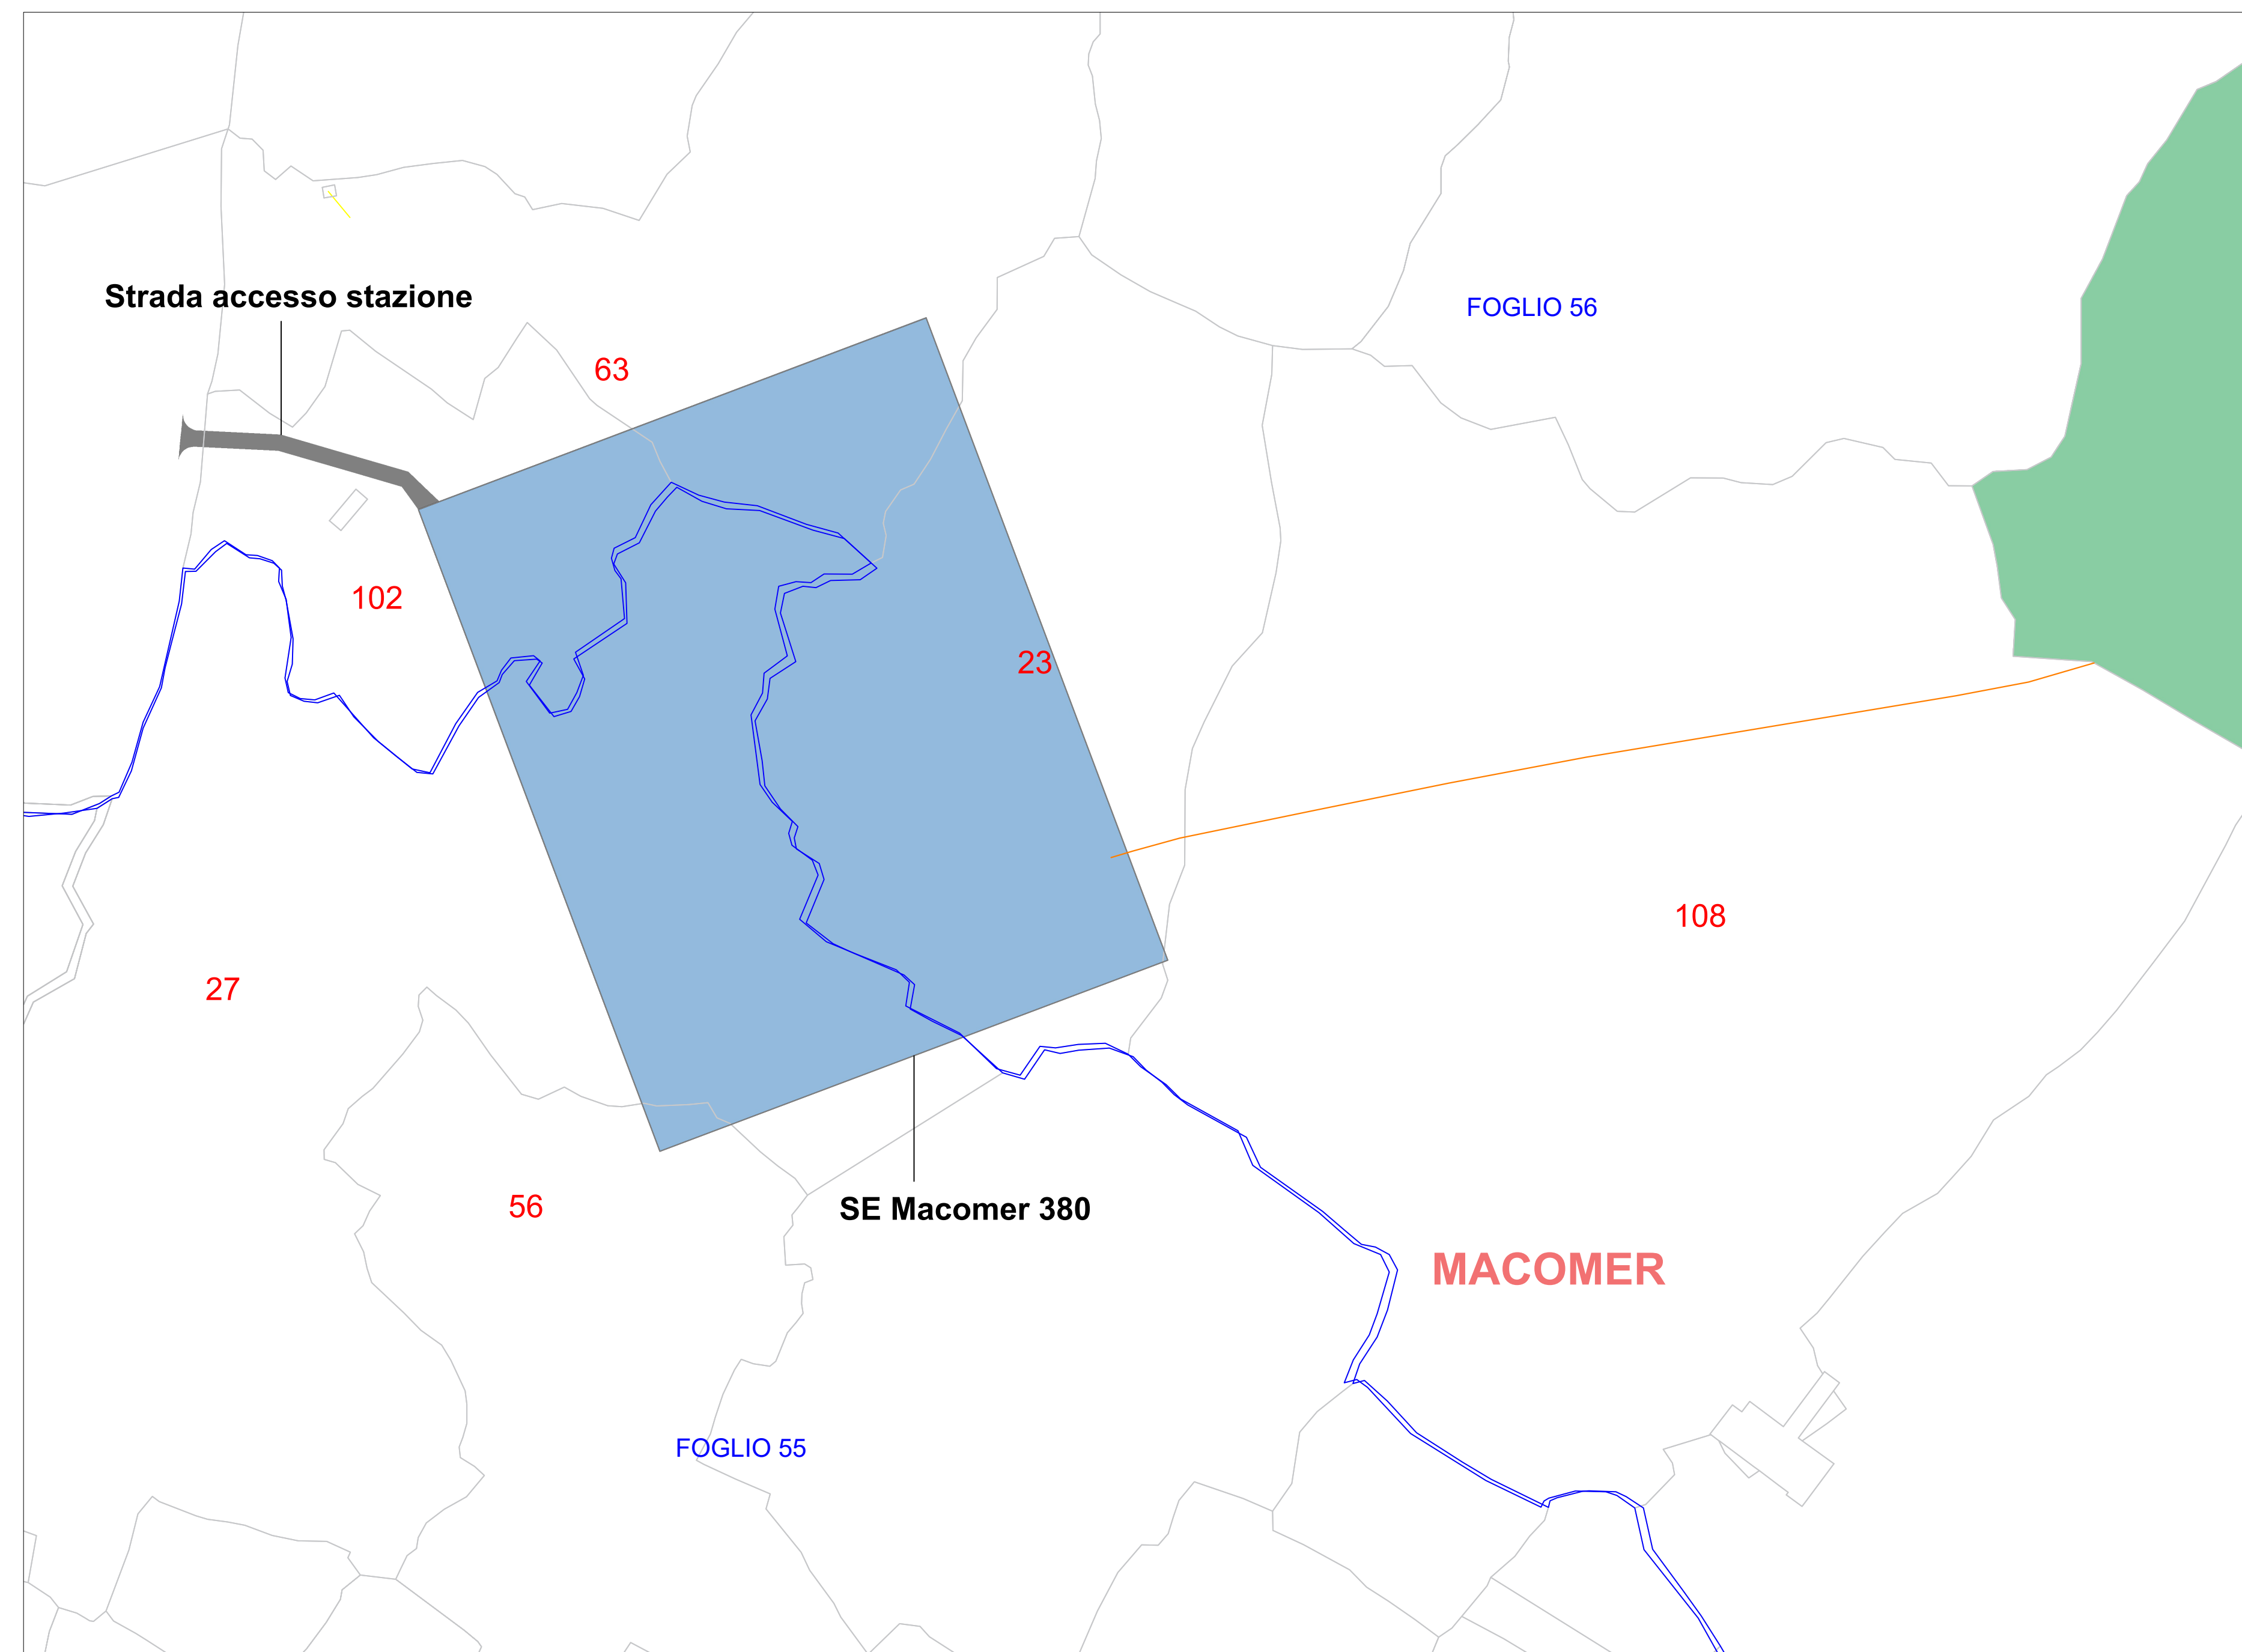 Strada accesso stazione
FOGLIO 56
63
102
23
108
27
56
SE Macomer 380
MACOMER
FOGLIO 55